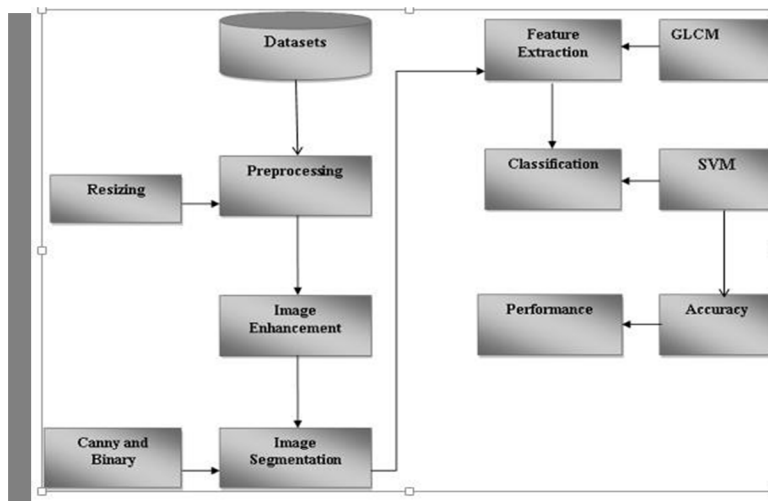 Datasets
Preprocessing
Resizing
Image
Enhancement
Canny and
Binary
Image
Segmentation
Feature
Extraction
GLCM
Classification
SVM
Performance
Accuracy